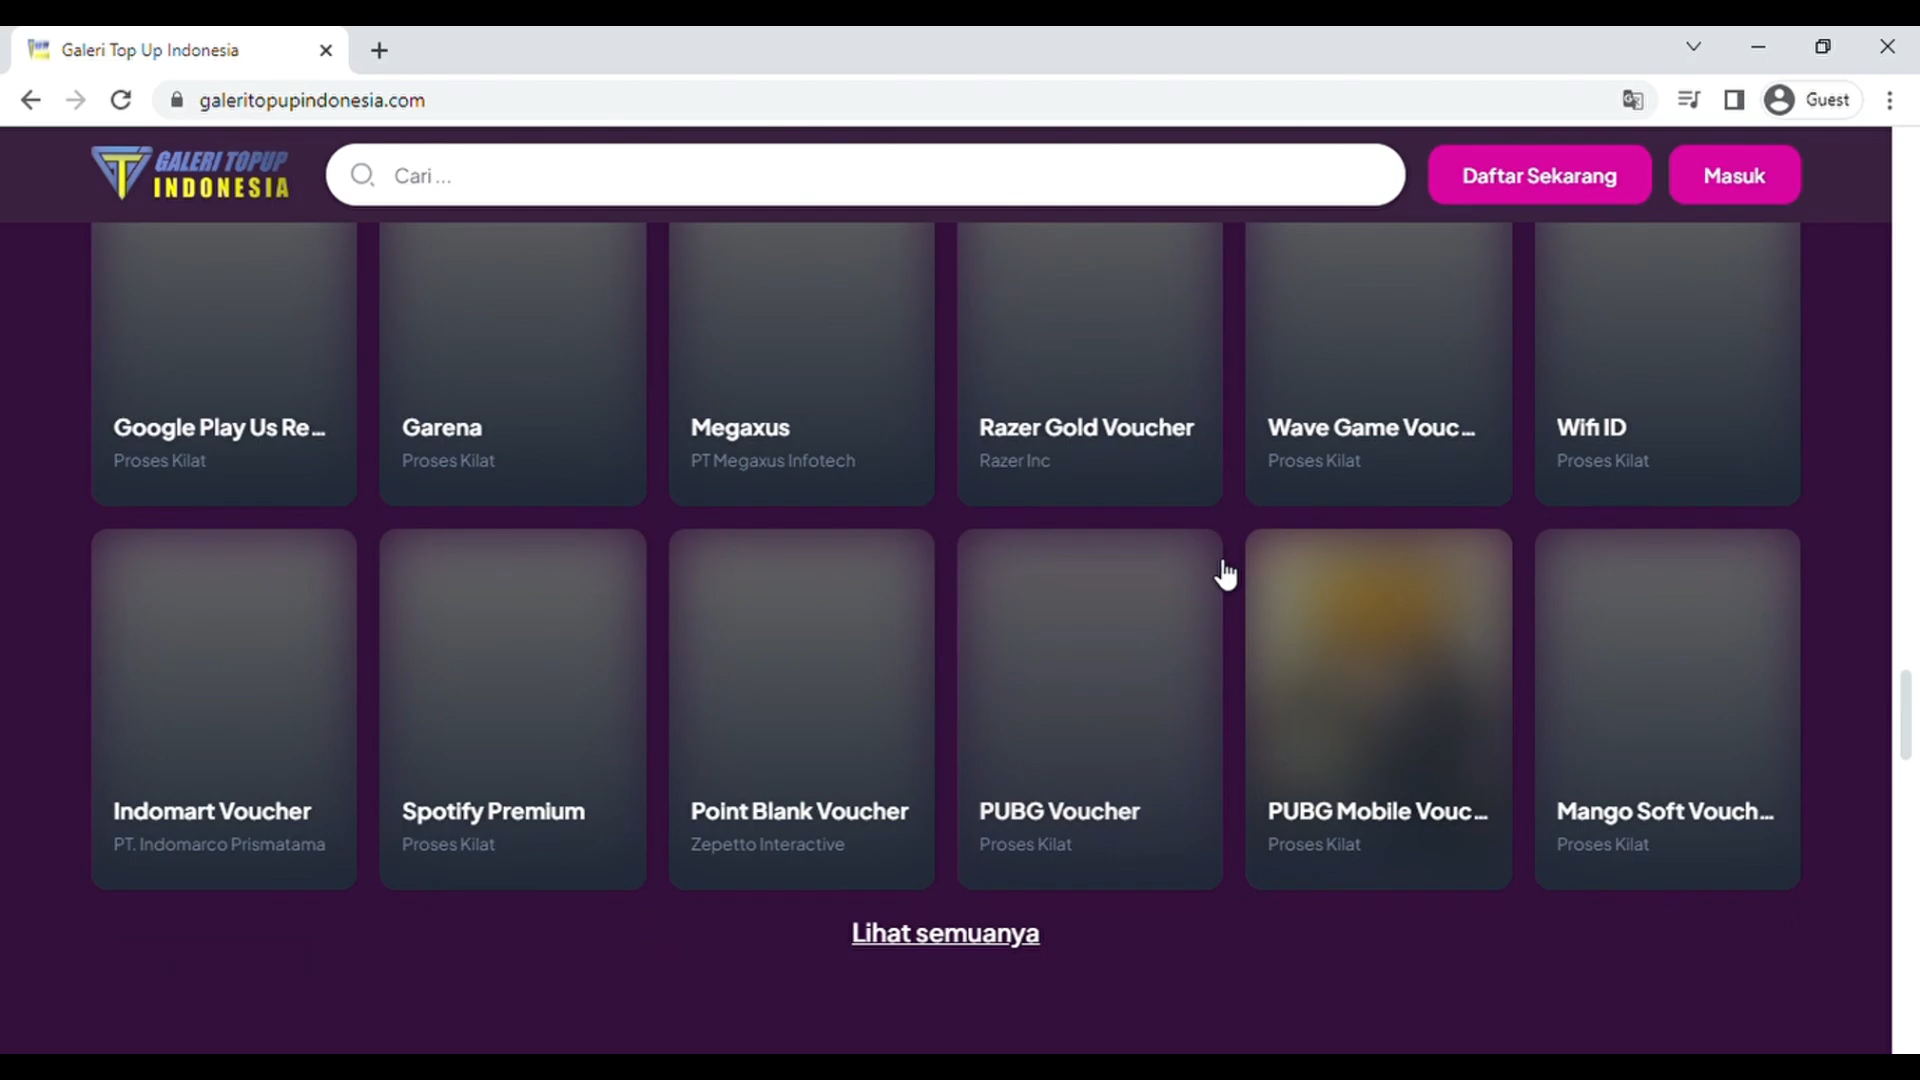 Galeri Top Up Indonesia
galeritopupindonesia.com
Guest
GALERI TOPUP
INDONESIA
Cari ...
Daftar Sekarang
Masuk
Google Play Us Re...
Proses Kilat
Garena
Proses Kilat
Megaxus
PT Megaxus Infotech
Razer Gold Voucher
Razer Inc
Wave Game Vouc...
Proses Kilat
Wifi ID
Proses Kilat
Indomart Voucher
PT. Indomarco Prismatama
Spotify Premium
Proses Kilat
Point Blank Voucher
Zepetto Interactive
PUBG Voucher
Proses Kilat
PUBG Mobile Vouc...
Proses Kilat
Mango Soft Vouch...
Proses Kilat
Lihat semuanya